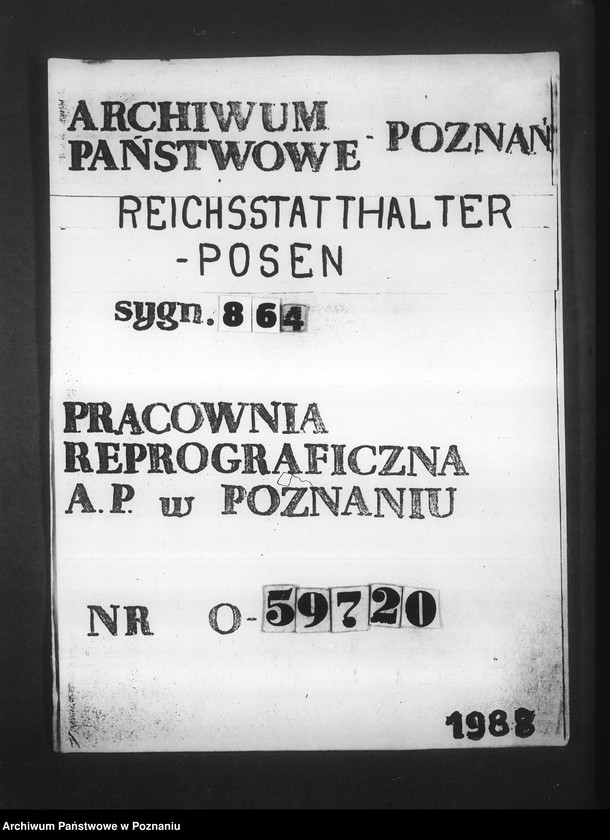 ARCHIWUM
PAŃSTWOWE - POZNAŃ
REICHSSTATTHALTER
-POSEN
sygn. 864
PRACOWNIA
REPROGRAFICZNA
A.P. w POZNANIU
NR O-59720
1988
Archiwum Państwowe w Poznaniu